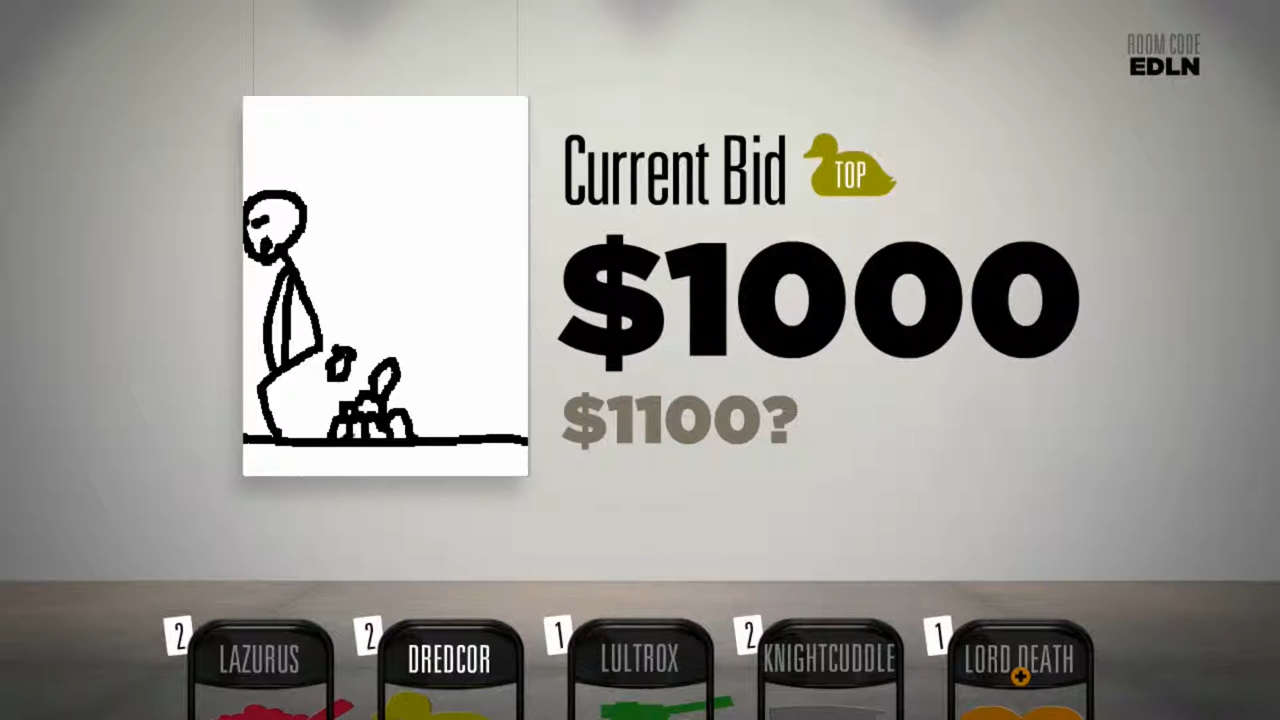 ROOM CODE
EDLN
Current Bid TOP
$1000
$1100?
2 LAZURUS 2 DREDCOR 1 LULTROX 2 KNIGHTCUDDLE 1 LORD DEATH